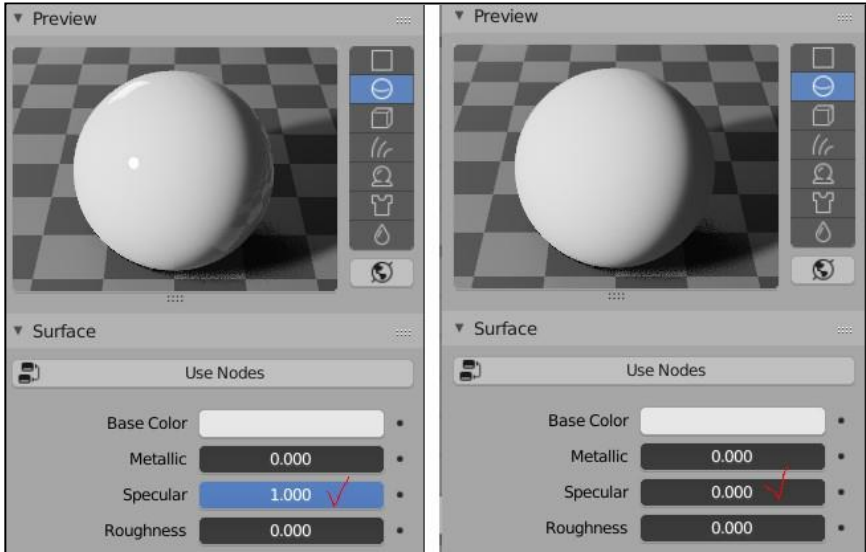 Preview
Surface
Use Nodes
Base Color
Metallic 0.000
Specular 1.000
Roughness 0.000
Preview
Surface
Use Nodes
Base Color
Metallic 0.000
Specular 0.000
Roughness 0.000